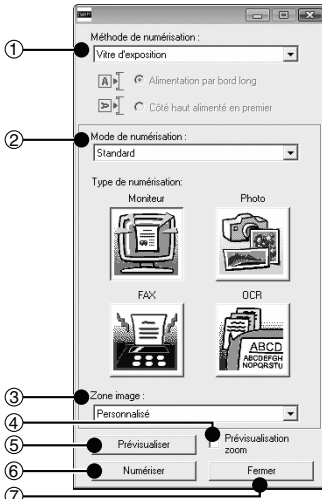 ① Méthode de numérisation :
Vitre d'exposition
A
Alimentation par bord long
A
Côté haut alimenté en premier
② Mode de numérisation :
Standard
Type de numérisation:
Moniteur Photo
FAX OCR
ABCD
ABCDEFGH
NOPQRSTU
③ Zone image :
Personnalisé
④ Prévisualisation
zoom
⑤ Prévisualiser
⑥ Numériser Fermer
⑦